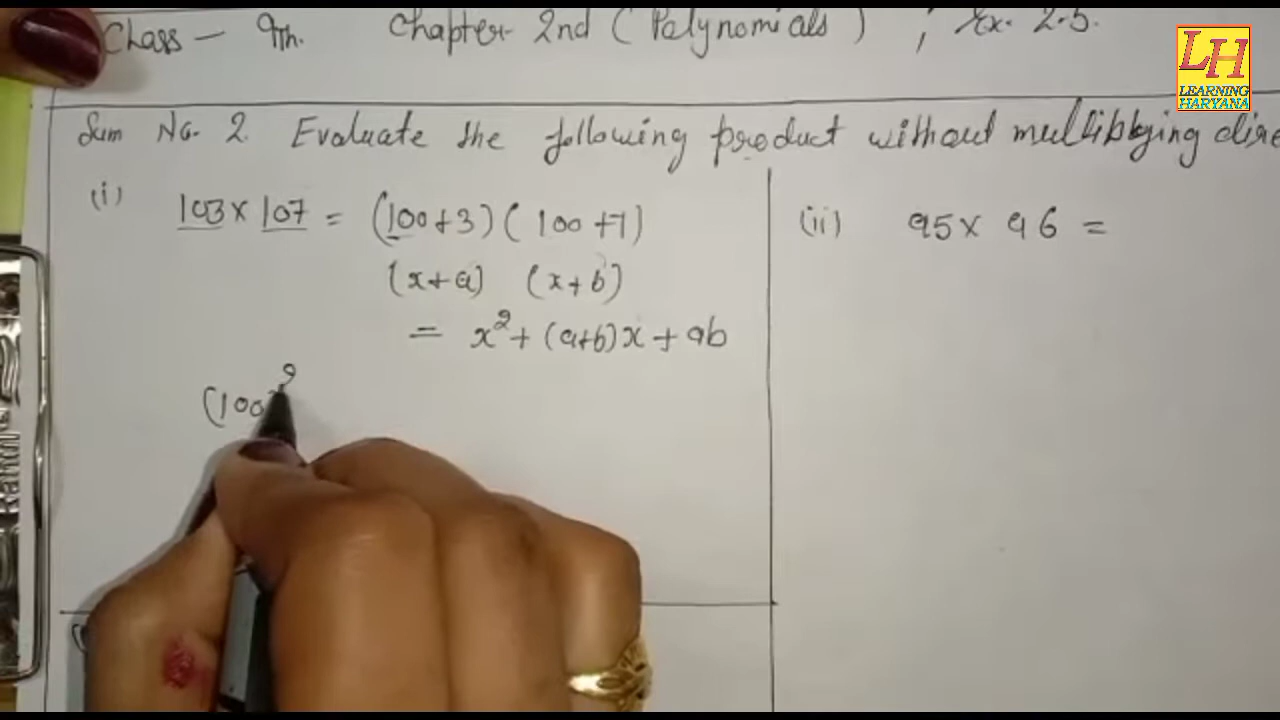 Class - 9th. Chapter 2nd (Polynomials) ; Ex. 2.5.
LH
LEARNING
HARYANA
Sum No. 2. Evaluate the following product without multiplying dire
(i) 103 x 107 = (100+3) (100+7)
(x+a) (x+b)
= x² + (a+b)x + ab
(100)²
(ii) 95 x 96 =